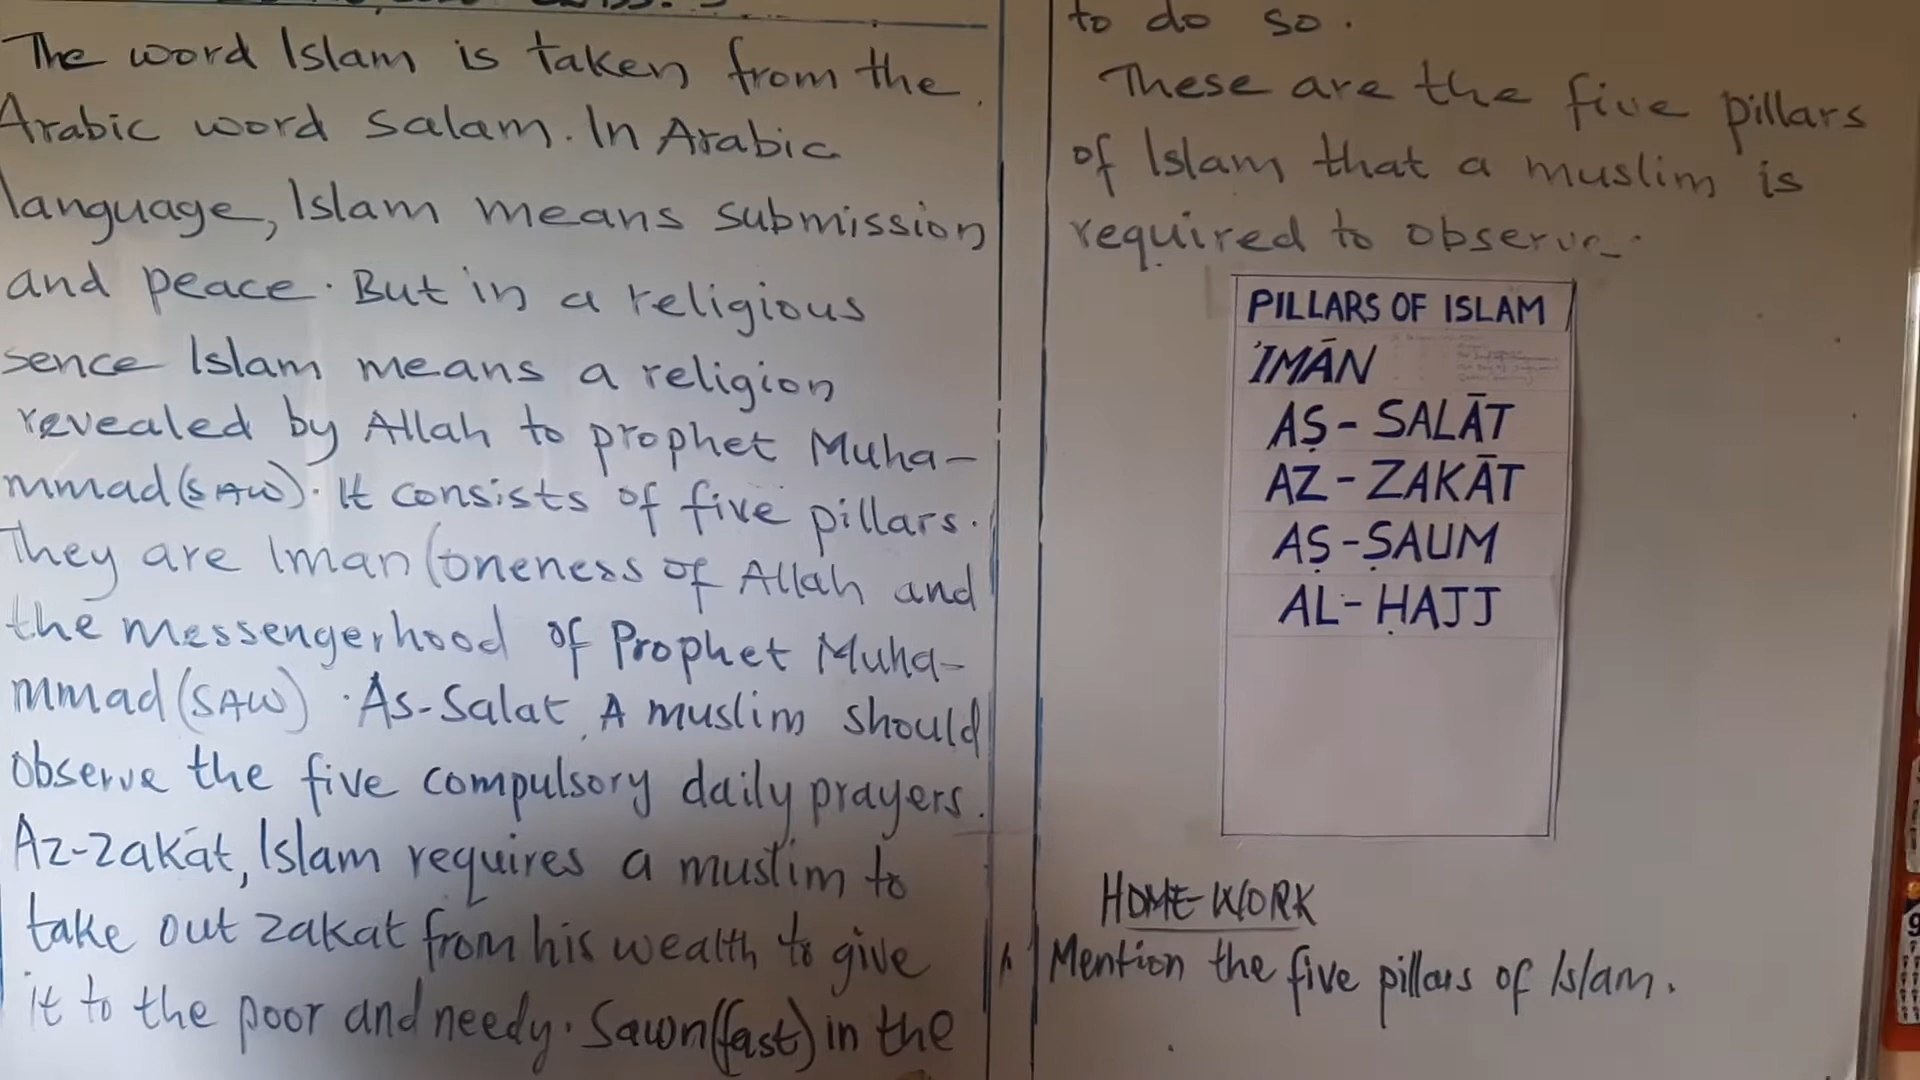 The word Islam is taken from the
Arabic word salam. In Arabic
language, Islam means submission
and peace. But in a religious
sence Islam means a religion
revealed by Allah to prophet Muha-
mmad (SAW). It consists of five pillars.
They are Iman (oneness of Allah and
the messengerhood of Prophet Muha-
mmad (SAW). As-Salat, A muslim should
observe the five compulsory daily prayers.
Az-zakat, Islam requires a muslim to
take out zakat from his wealth to give
it to the poor and needy. Sawn (fast) in the
to do so.
These are the five pillars
of Islam that a muslim is
required to observe.
PILLARS OF ISLAM
'IMĀN
AṢ-SALĀT
AZ-ZAKĀT
AṢ-ṢAUM
AL-ḤAJJ
HOME-WORK
1. Mention the five pillars of Islam.
9